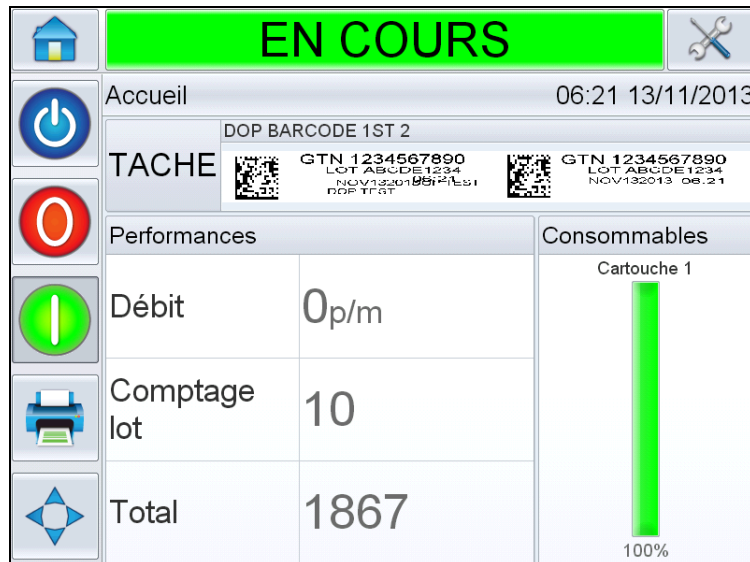 EN COURS
Accueil
06:21 13/11/2013
DOP BARCODE 1ST 2
TACHE
GTN 1234567890
LOT ABCDE1234
GTN 1234567890
LOT ABCDE1234
NOV132013 06.21
Performances
Consommables
Cartouche 1
Débit
0p/m
Comptage
lot
10
Total
1867
100%